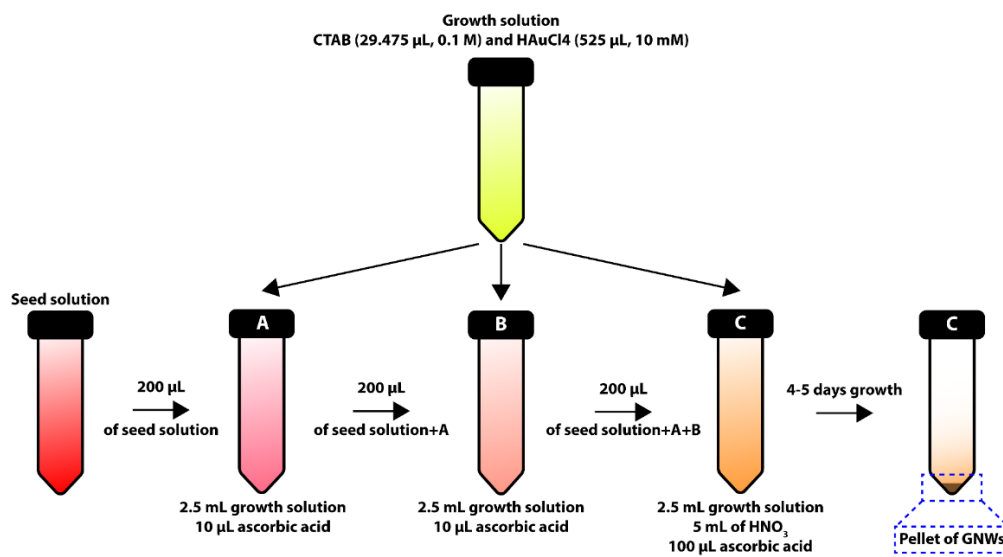 Growth solution
CTAB (29.475 µL, 0.1 M) and HAuCl4 (525 µL, 10 mM)
Seed solution
A
B
C
C
200 µL
of seed solution
200 µL
of seed solution+A
200 µL
of seed solution+A+B
4-5 days growth
2.5 mL growth solution
10 µL ascorbic acid
2.5 mL growth solution
10 µL ascorbic acid
2.5 mL growth solution
5 mL of HNO₃
100 µL ascorbic acid
Pellet of GNWs